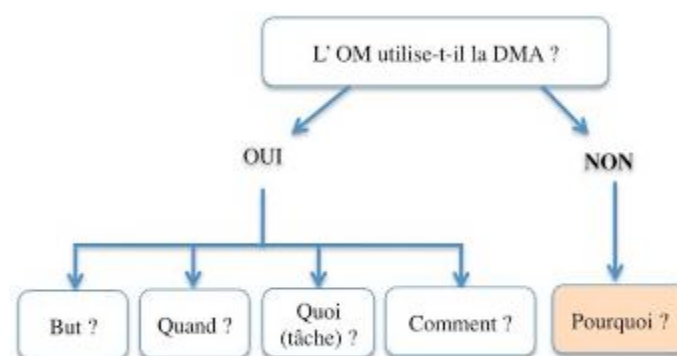 L' OM utilise-t-il la DMA ?
OUI
NON
But ?
Quand ?
Quoi
(tâche) ?
Comment ?
Pourquoi ?